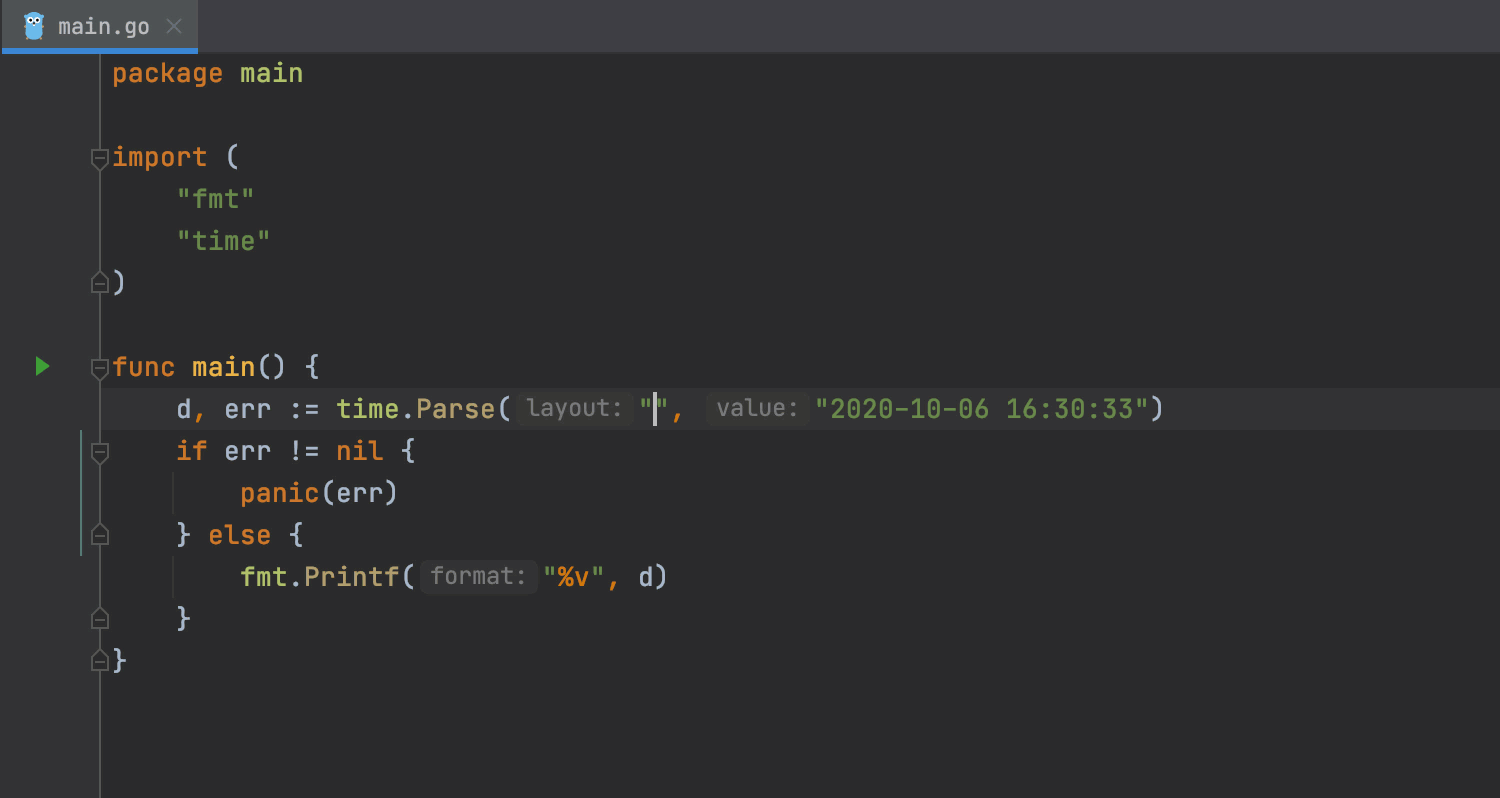 main.go
package main
import (
"fmt"
"time"
)
func main() {
d, err := time.Parse( layout: "", value: "2020-10-06 16:30:33")
if err != nil {
panic(err)
} else {
fmt.Printf( format: "%v", d)
}
}